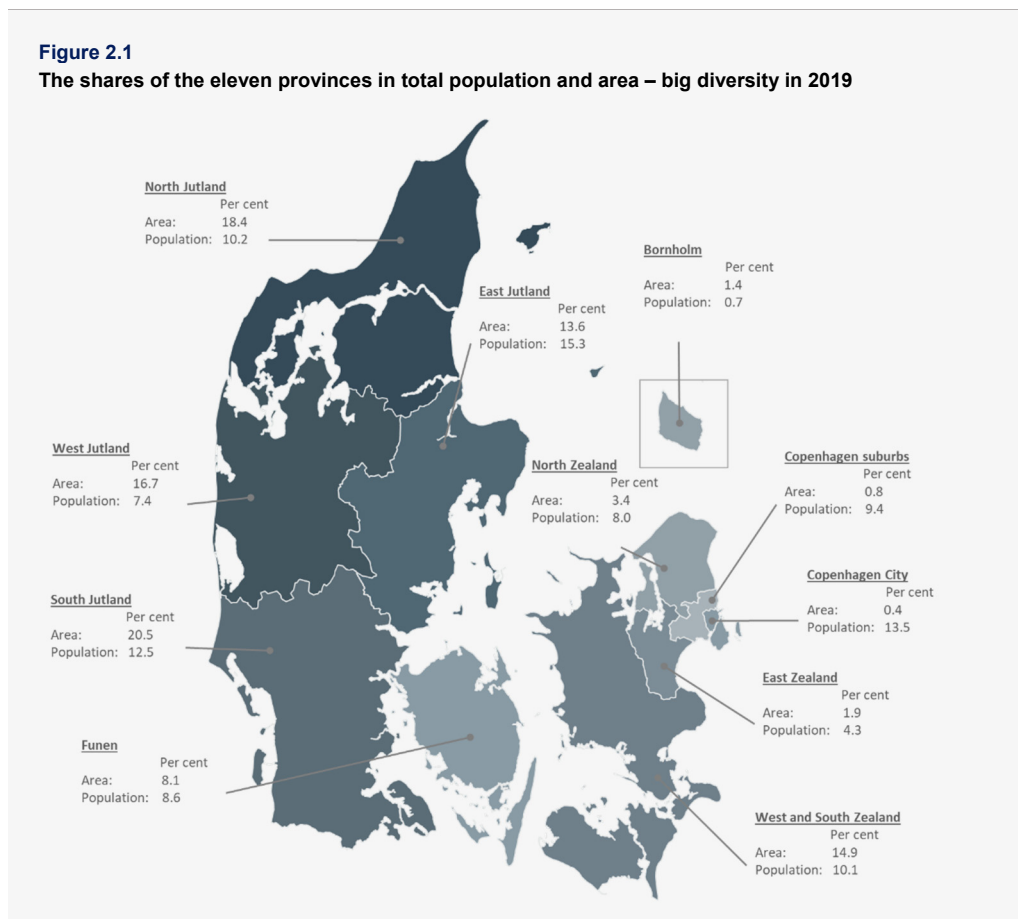 Figure 2.1
The shares of the eleven provinces in total population and area – big diversity in 2019
North Jutland
Per cent
Area: 18.4
Population: 10.2
Bornholm
Per cent
Area: 1.4
Population: 0.7
East Jutland
Per cent
Area: 13.6
Population: 15.3
West Jutland
Per cent
Area: 16.7
Population: 7.4
North Zealand
Per cent
Area: 3.4
Population: 8.0
Copenhagen suburbs
Per cent
Area: 0.8
Population: 9.4
Copenhagen City
Per cent
Area: 0.4
Population: 13.5
South Jutland
Per cent
Area: 20.5
Population: 12.5
East Zealand
Per cent
Area: 1.9
Population: 4.3
Funen
Per cent
Area: 8.1
Population: 8.6
West and South Zealand
Per cent
Area: 14.9
Population: 10.1